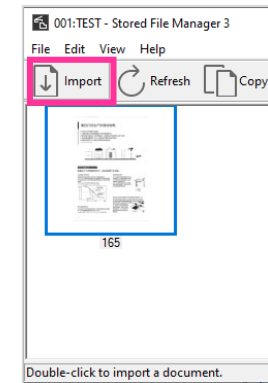 001:TEST - Stored File Manager 3
File Edit View Help
Import Refresh Copy
165
Double-click to import a document.